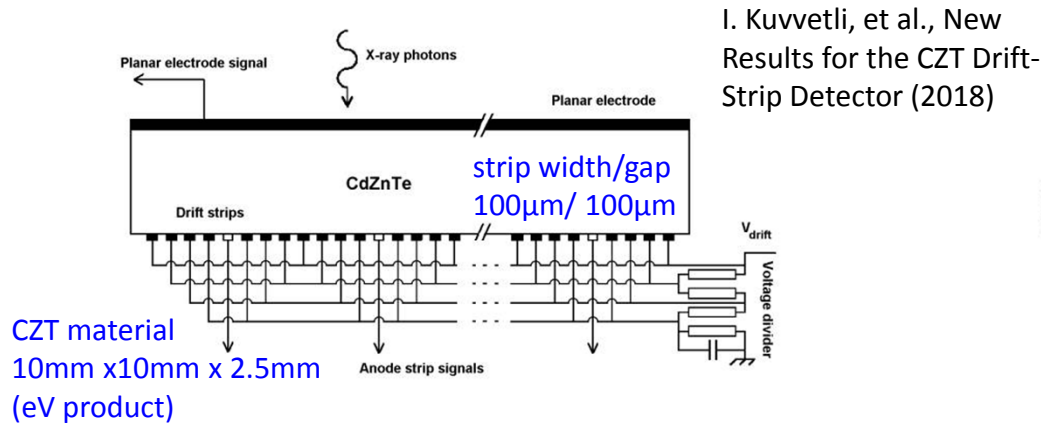 I. Kuvvetli, et al., New
Results for the CZT Drift-
Strip Detector (2018)
X-ray photons
Planar electrode signal
Planar electrode
strip width/gap
100μm/ 100μm
CdZnTe
Drift strips
Vdrift
Voltage divider
CZT material
10mm x10mm x 2.5mm
(eV product)
Anode strip signals